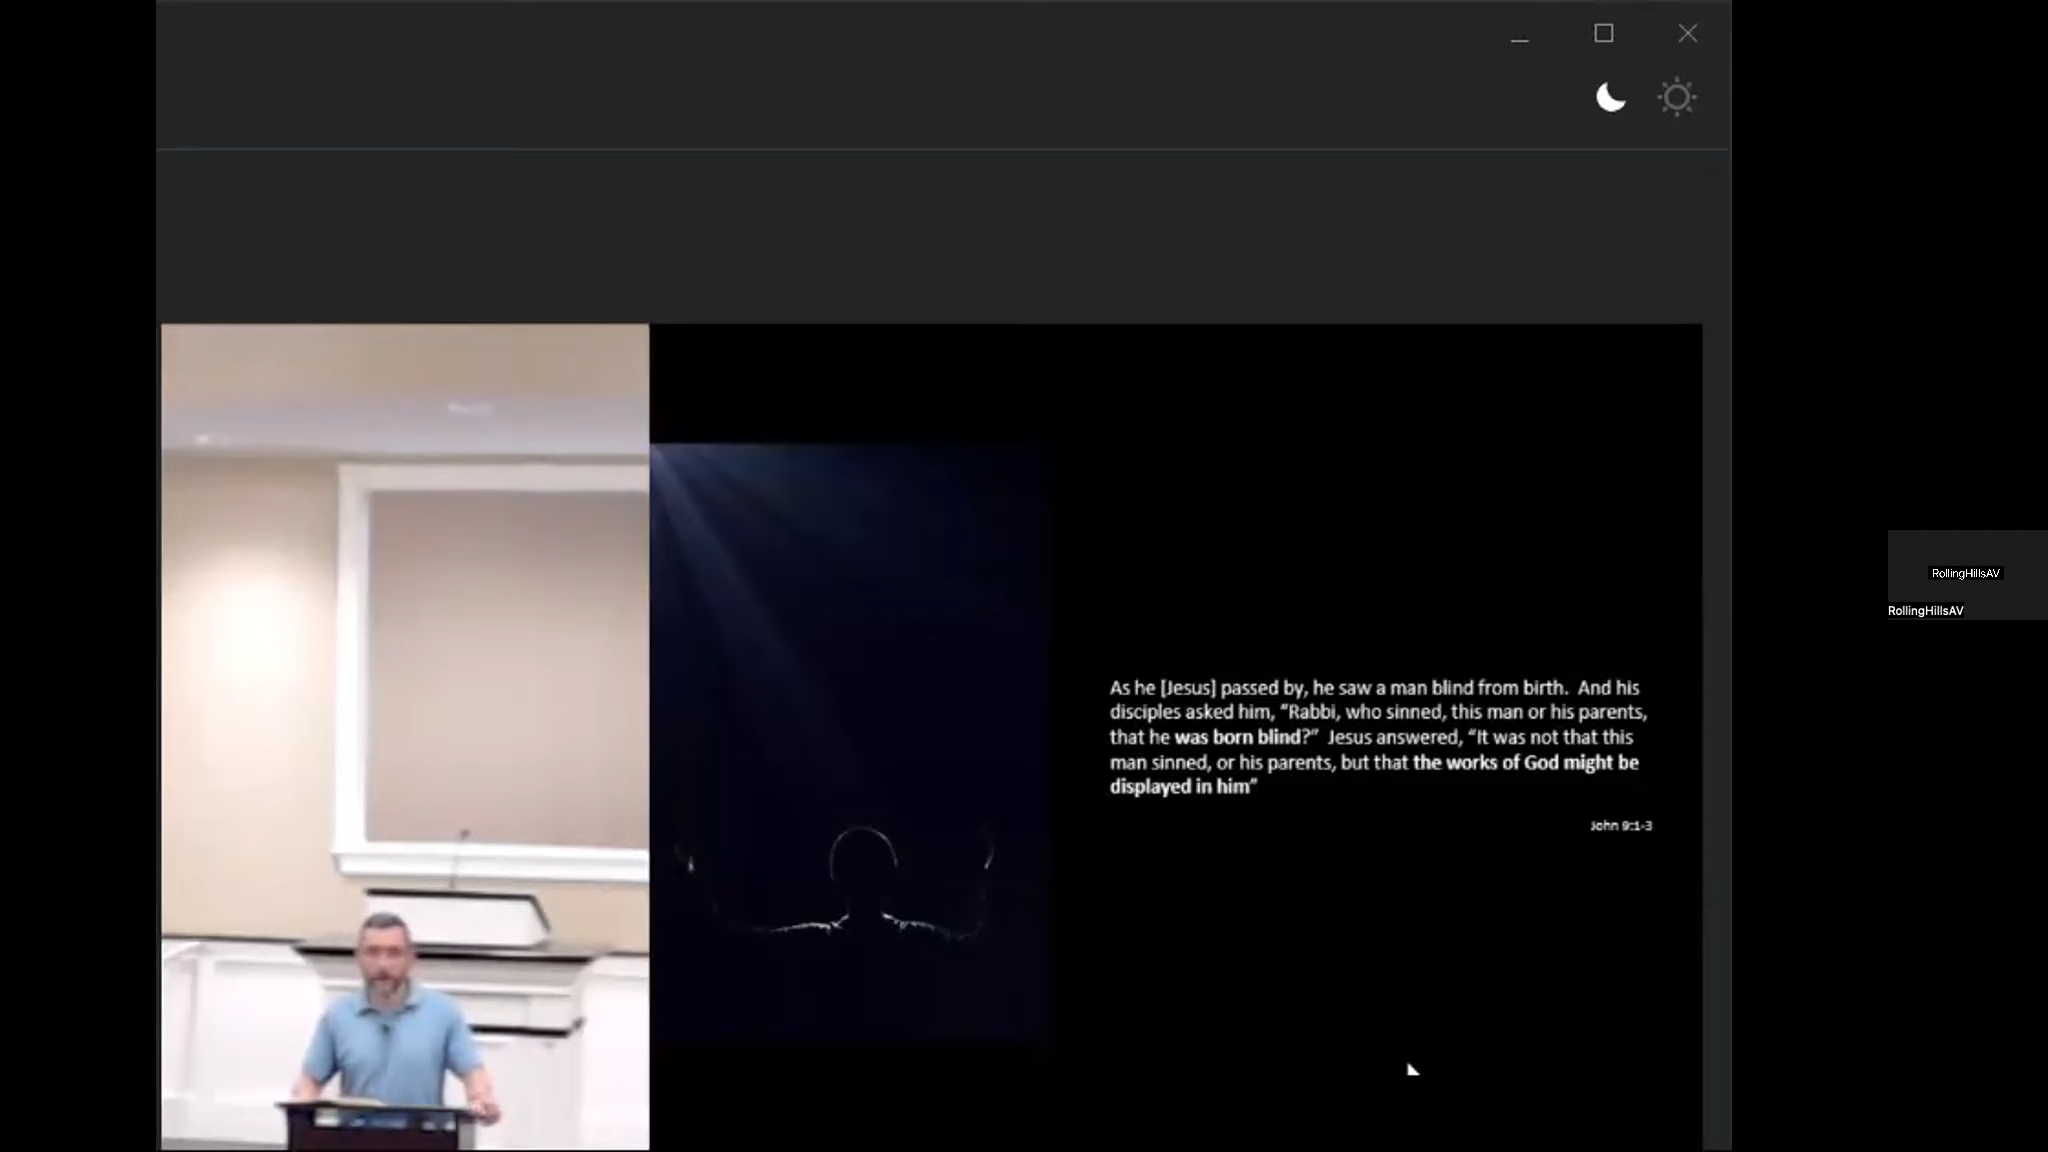 As he [Jesus] passed by, he saw a man blind from birth.  And his
disciples asked him, “Rabbi, who sinned, this man or his parents,
that he was born blind?”  Jesus answered, “It was not that this
man sinned, or his parents, but that the works of God might be
displayed in him”
John 9:1-3
RollingHillsAV
RollingHillsAV